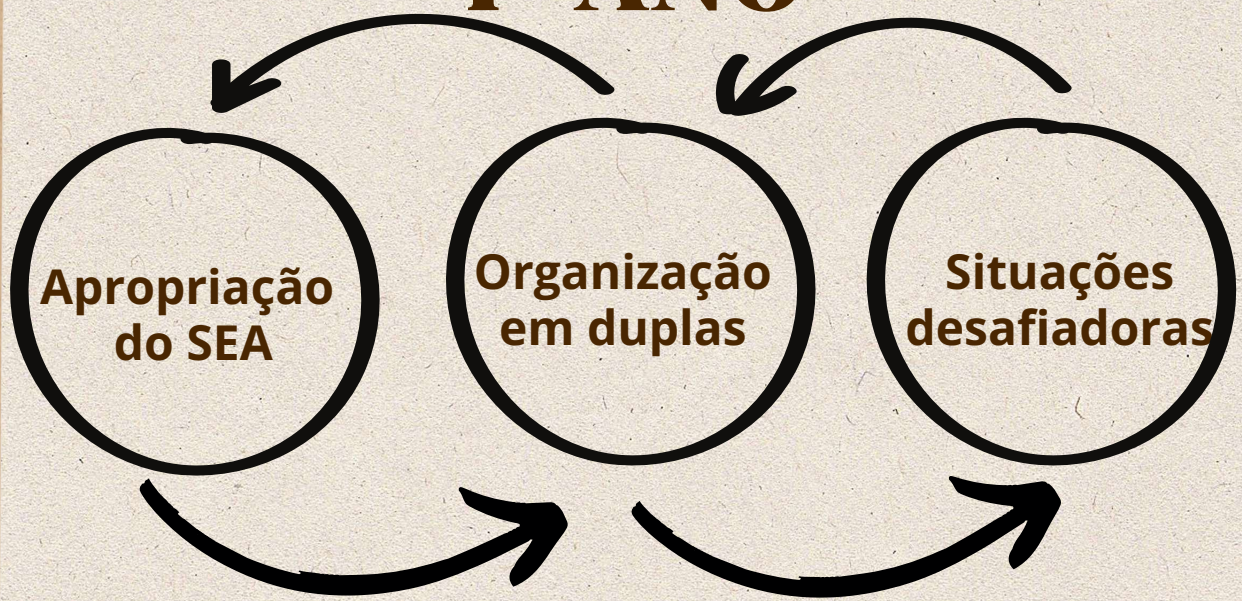 Apropriação
do SEA
Organização
em duplas
Situações
desafiadoras